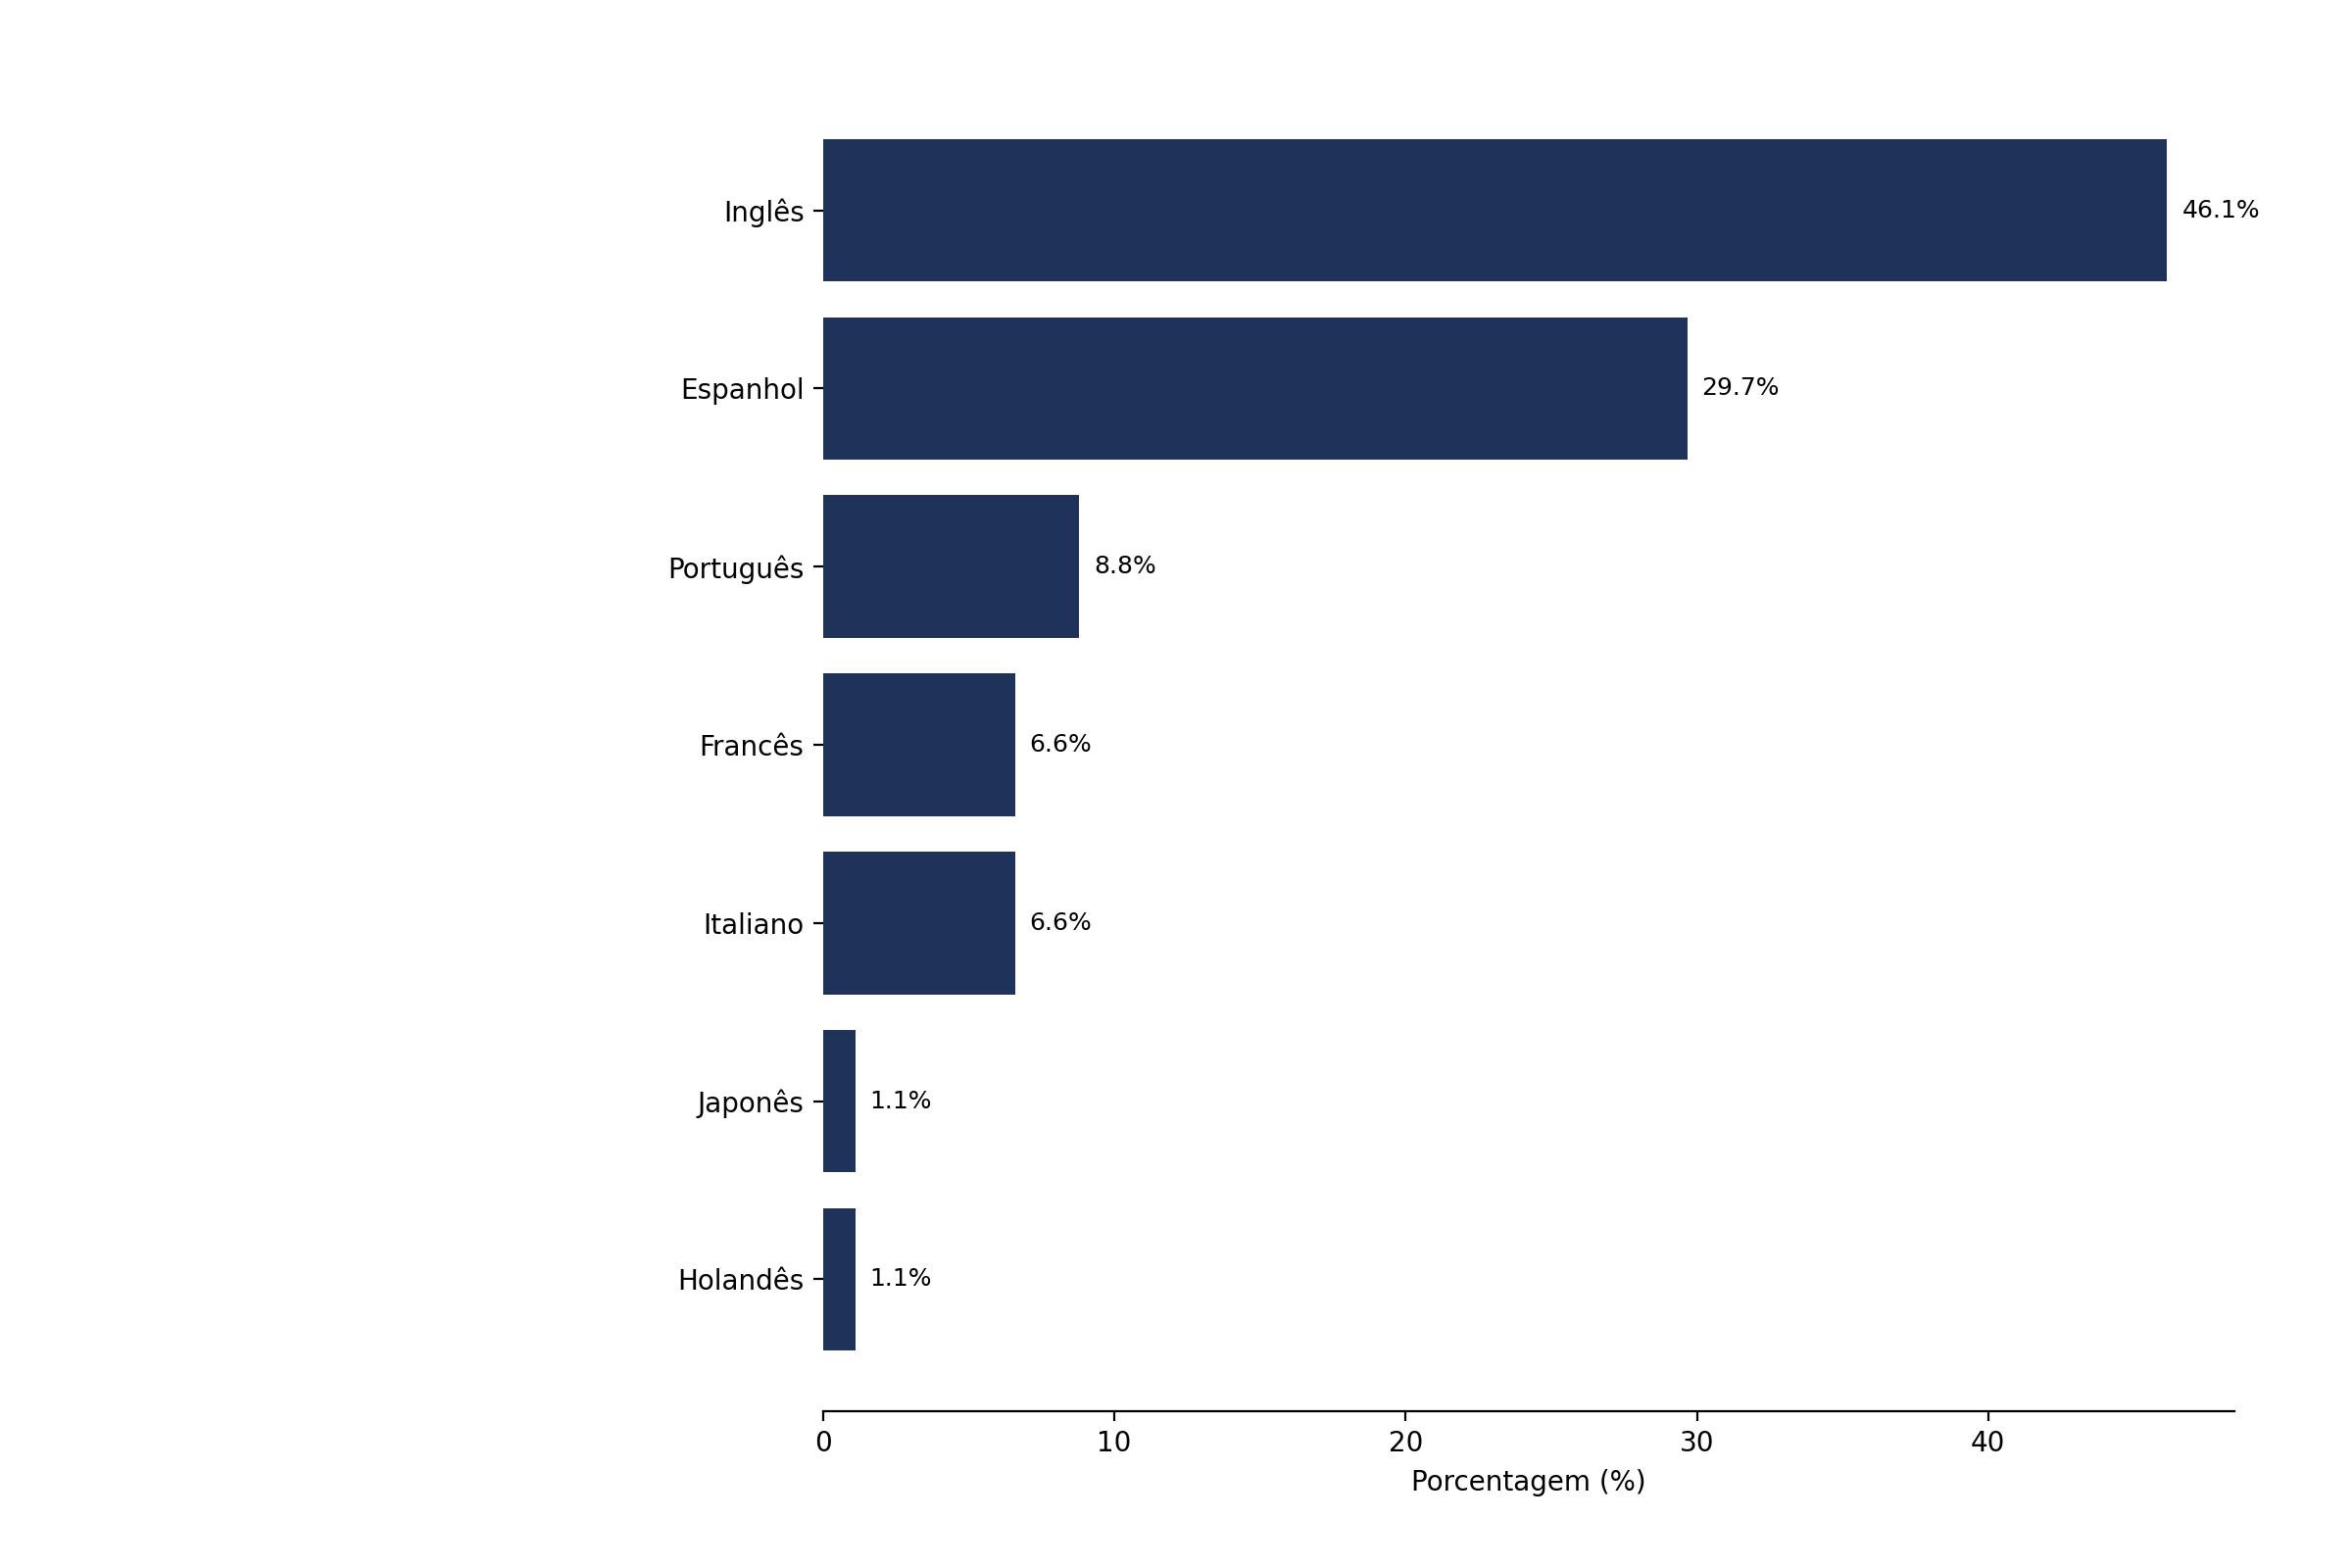 Inglês 46.1%
Espanhol 29.7%
Português 8.8%
Francês 6.6%
Italiano 6.6%
Japonês 1.1%
Holandês 1.1%
0 10 20 30 40
Porcentagem (%)